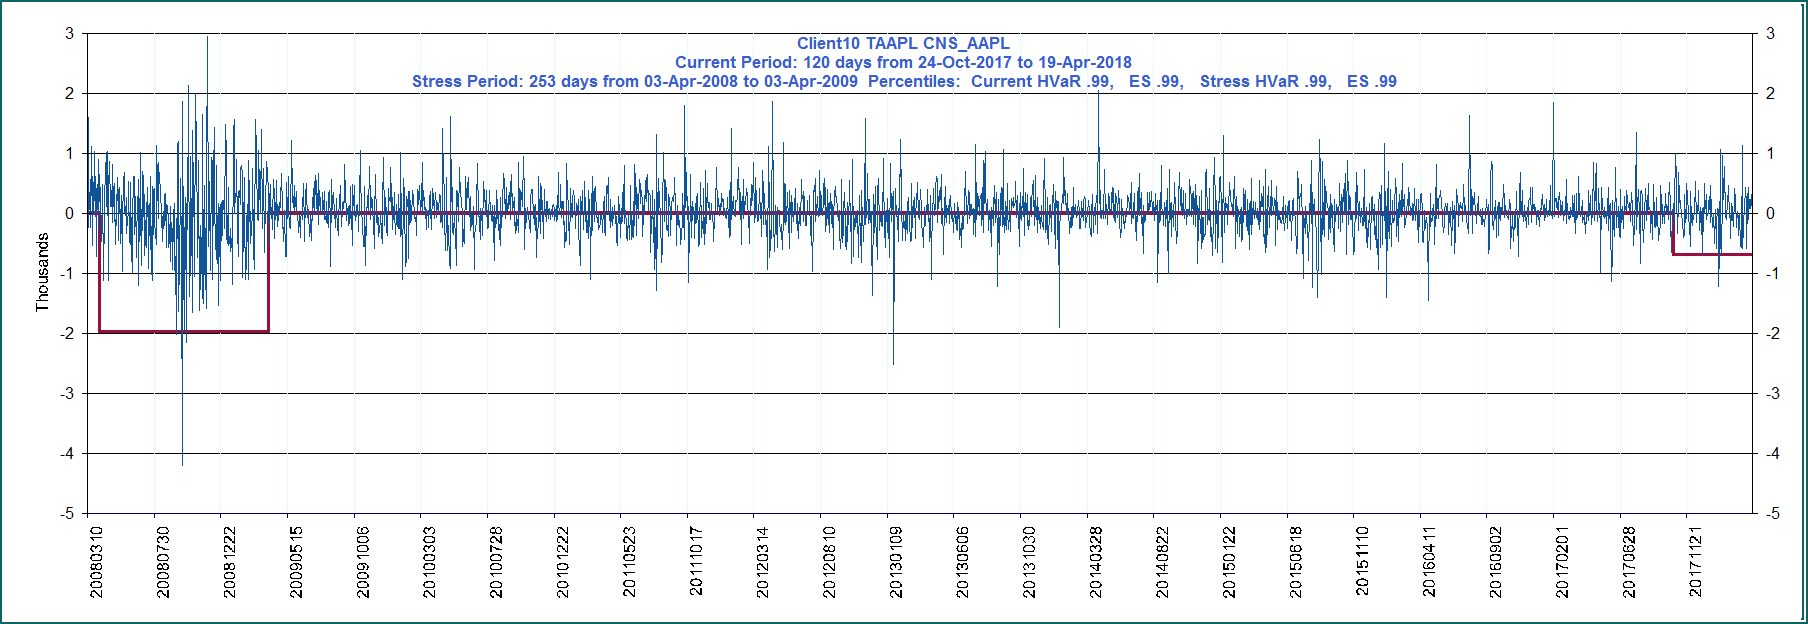 Client10 TAAPL CNS_AAPL
Current Period: 120 days from 24-Oct-2017 to 19-Apr-2018
Stress Period: 253 days from 03-Apr-2008 to 03-Apr-2009 Percentiles: Current HVaR .99, ES .99, Stress HVaR .99, ES .99
3 3
2 2
1 1
0 0
-1 -1
-2 -2
-3 -3
-4 -4
-5 -5
Thousands
20080310 20080730 20081222 20090515 20091006 20100303 20100728 20101222 20110523 20111017 20120314 20120810 20130109 20130606 20131030 20140328 20140822 20150122 20150618 20151110 20160411 20160902 20170201 20170628 20171121